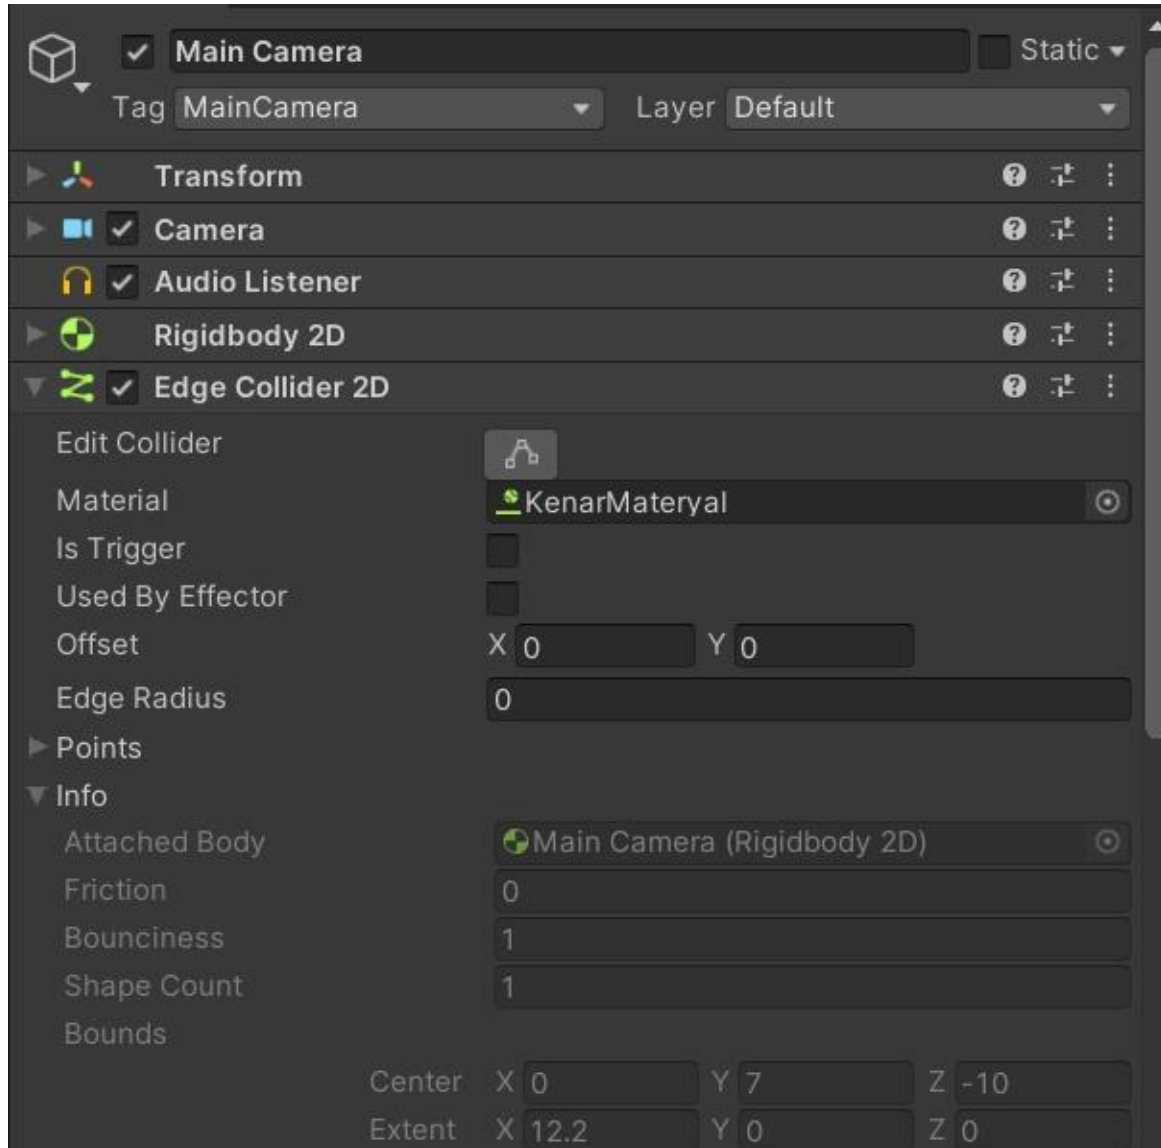 Main Camera Static
Tag MainCamera Layer Default
Transform
Camera
Audio Listener
Rigidbody 2D
Edge Collider 2D
Edit Collider
Material KenarMateryal
Is Trigger
Used By Effector
Offset X 0 Y 0
Edge Radius 0
Points
Info
Attached Body Main Camera (Rigidbody 2D)
Friction 0
Bounciness 1
Shape Count 1
Bounds
Center X 0 Y 7 Z -10
Extent X 12.2 Y 0 Z 0